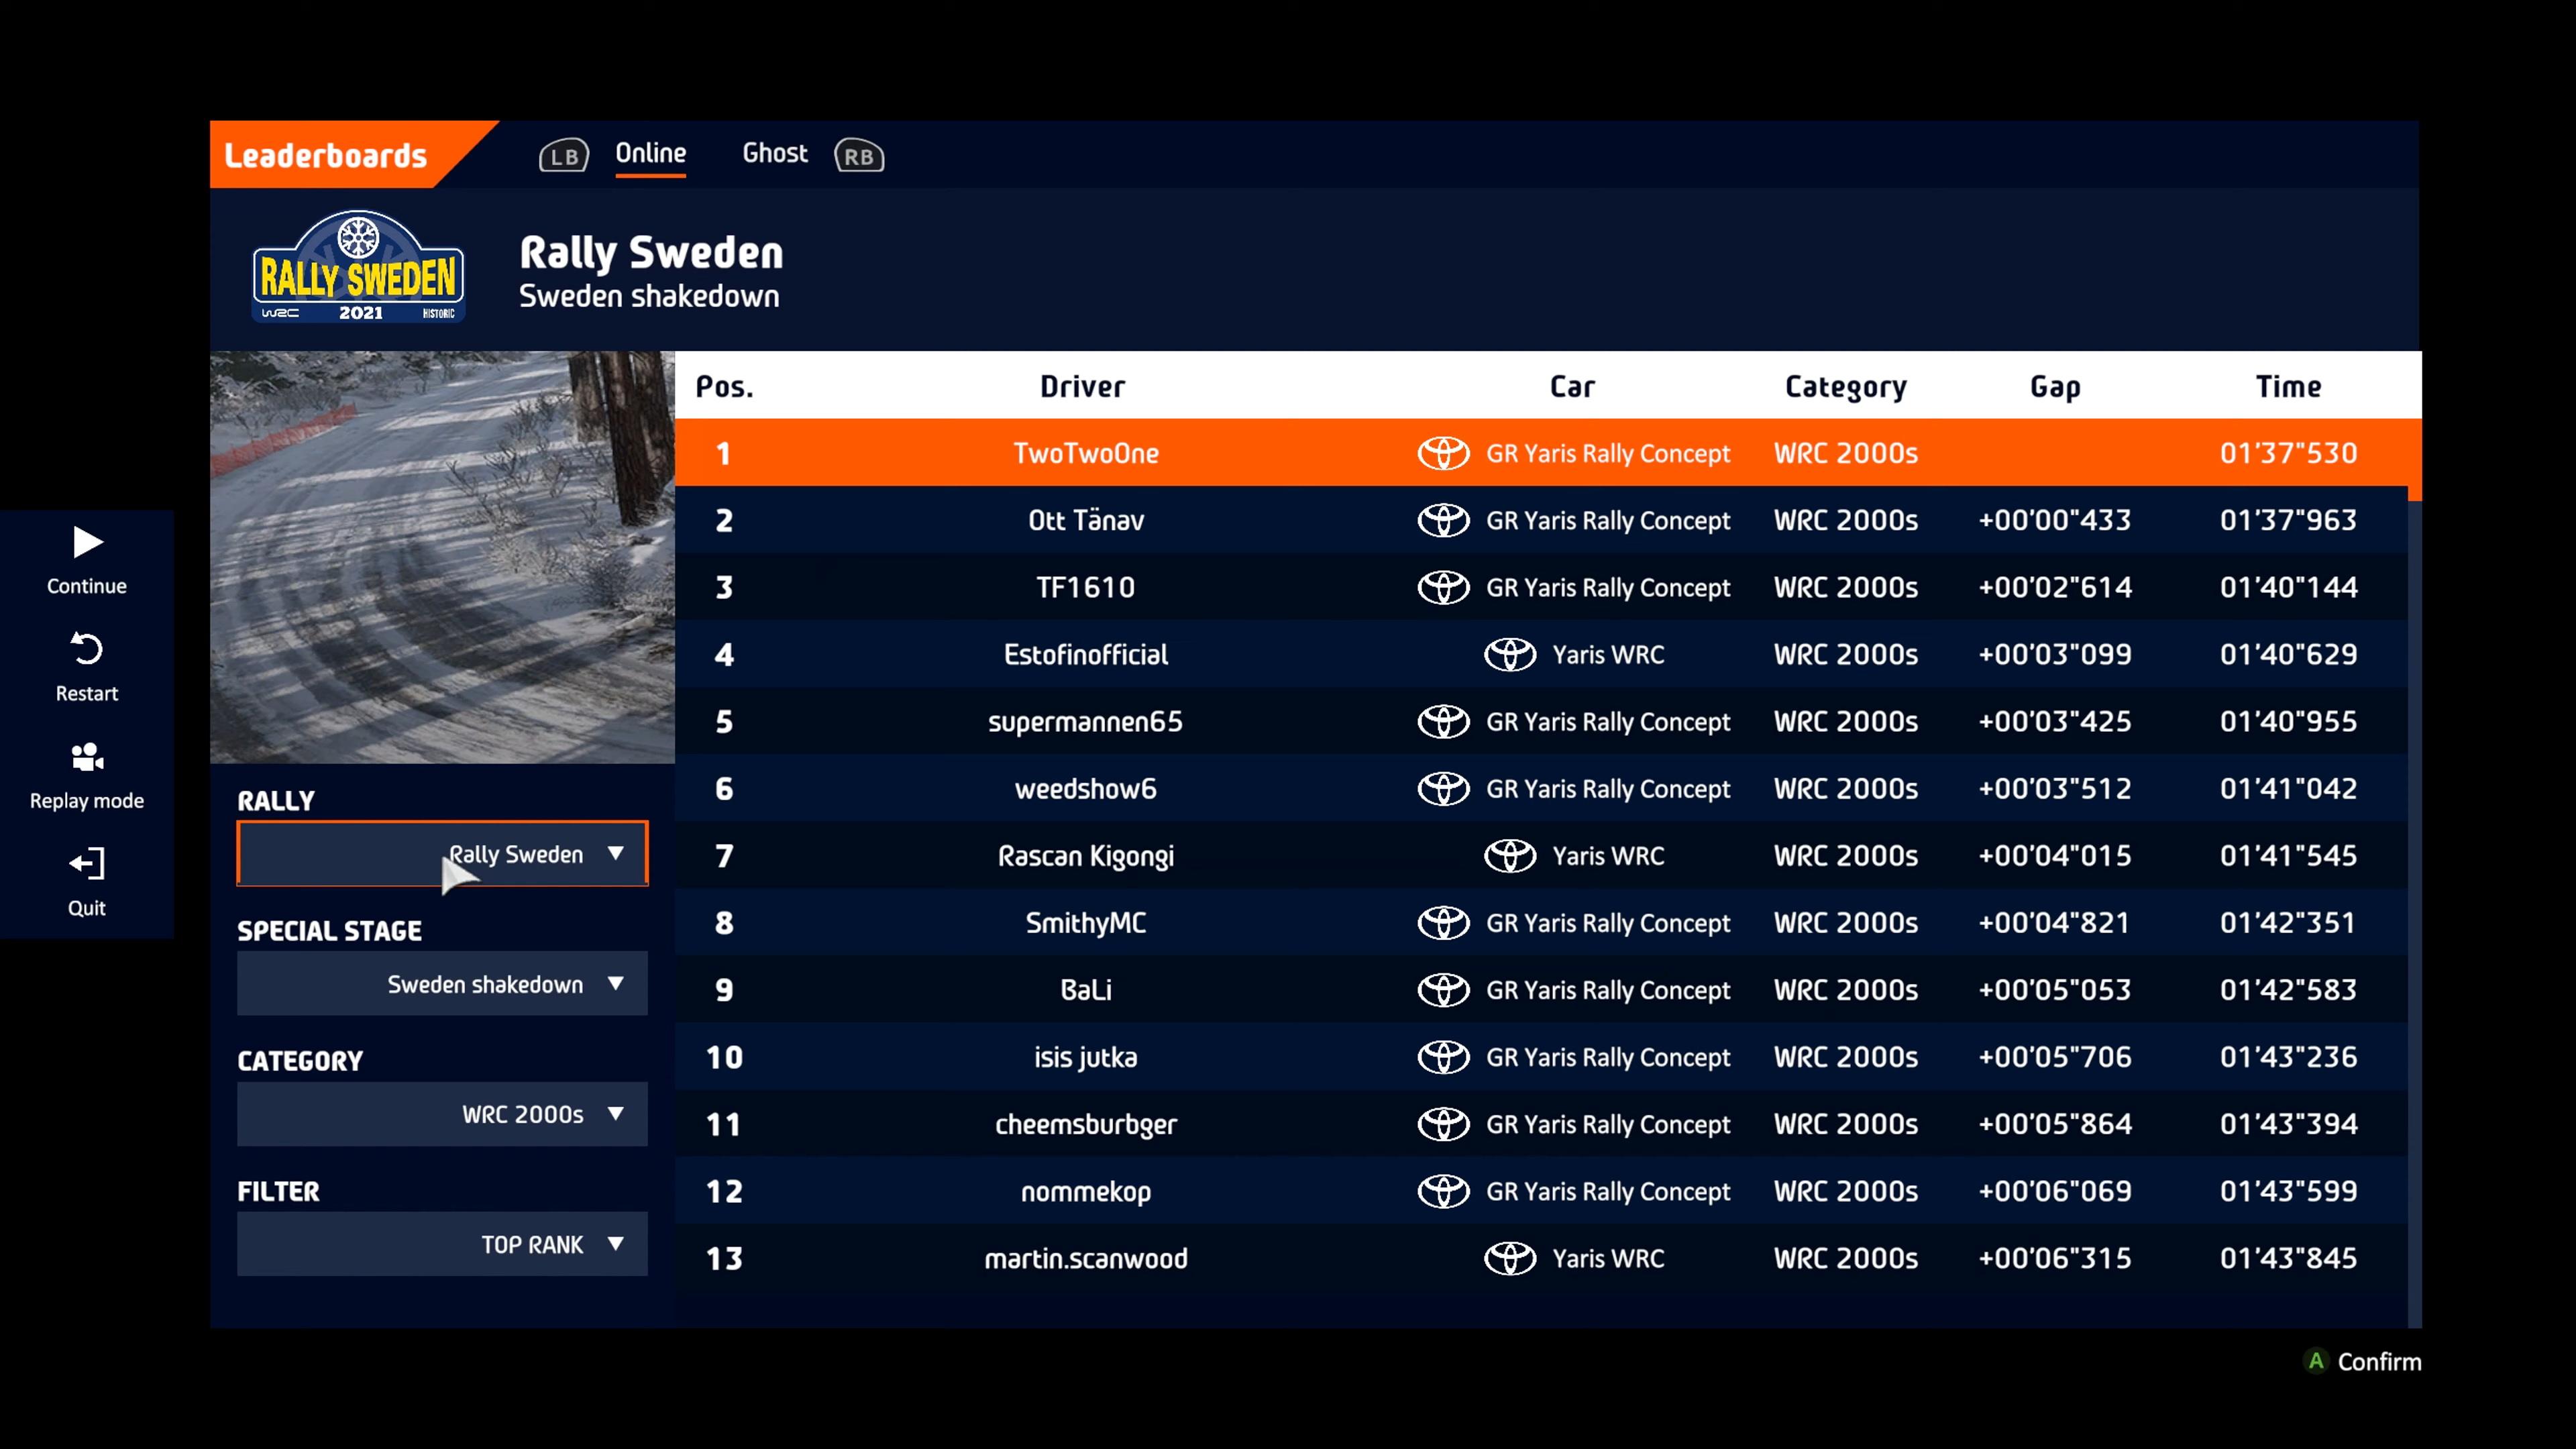 Leaderboards
LB Online Ghost RB
RALLY SWEDEN
WRC 2021 HISTORIC
Rally Sweden
Sweden shakedown
Continue
Restart
Replay mode
Quit
RALLY
Rally Sweden
SPECIAL STAGE
Sweden shakedown
CATEGORY
WRC 2000s
FILTER
TOP RANK
Pos. Driver Car Category Gap Time
1 TwoTwoOne GR Yaris Rally Concept WRC 2000s 01'37"530
2 Ott Tänav GR Yaris Rally Concept WRC 2000s +00'00"433 01'37"963
3 TF1610 GR Yaris Rally Concept WRC 2000s +00'02"614 01'40"144
4 Estofinofficial Yaris WRC WRC 2000s +00'03"099 01'40"629
5 supermannen65 GR Yaris Rally Concept WRC 2000s +00'03"425 01'40"955
6 weedshow6 GR Yaris Rally Concept WRC 2000s +00'03"512 01'41"042
7 Rascan Kigongi Yaris WRC WRC 2000s +00'04"015 01'41"545
8 SmithyMC GR Yaris Rally Concept WRC 2000s +00'04"821 01'42"351
9 BaLi GR Yaris Rally Concept WRC 2000s +00'05"053 01'42"583
10 isis jutka GR Yaris Rally Concept WRC 2000s +00'05"706 01'43"236
11 cheemsburbger GR Yaris Rally Concept WRC 2000s +00'05"864 01'43"394
12 nommekop GR Yaris Rally Concept WRC 2000s +00'06"069 01'43"599
13 martin.scanwood Yaris WRC WRC 2000s +00'06"315 01'43"845
A Confirm